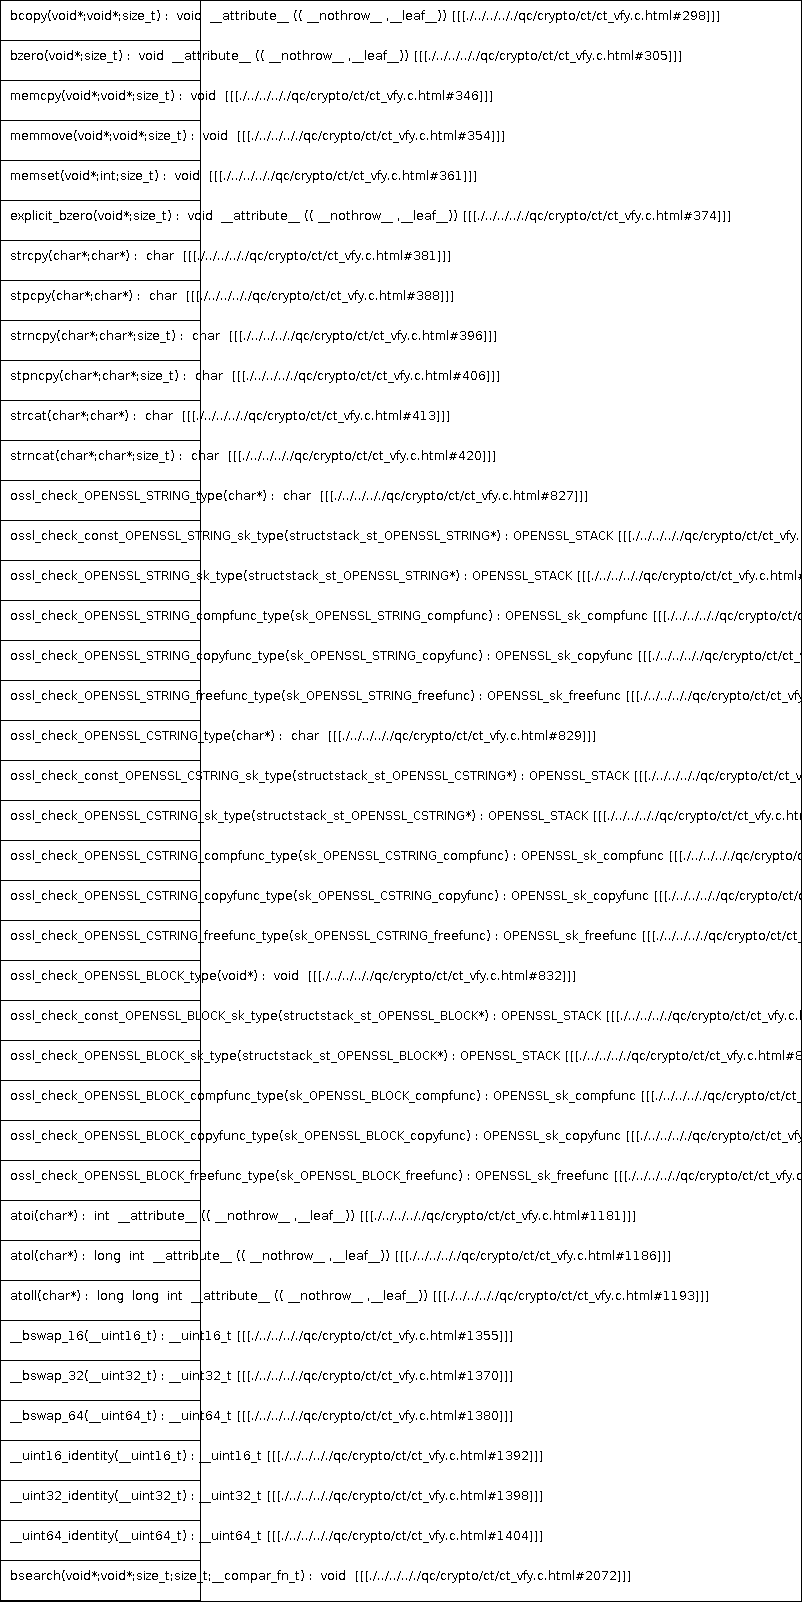 bcopy(void*;void*;size_t) : void __attribute__ (( __nothrow__ ,__leaf__)) [[[./../../.././qc/crypto/ct/ct_vfy.c.html#298]]]
bzero(void*;size_t) : void __attribute__ (( __nothrow__ ,__leaf__)) [[[./../../.././qc/crypto/ct/ct_vfy.c.html#305]]]
memcpy(void*;void*;size_t) : void [[[./../../.././qc/crypto/ct/ct_vfy.c.html#346]]]
memmove(void*;void*;size_t) : void [[[./../../.././qc/crypto/ct/ct_vfy.c.html#354]]]
memset(void*;int;size_t) : void [[[./../../.././qc/crypto/ct/ct_vfy.c.html#361]]]
explicit_bzero(void*;size_t) : void __attribute__ (( __nothrow__ ,__leaf__)) [[[./../../.././qc/crypto/ct/ct_vfy.c.html#374]]]
strcpy(char*;char*) : char [[[./../../.././qc/crypto/ct/ct_vfy.c.html#381]]]
stpcpy(char*;char*) : char [[[./../../.././qc/crypto/ct/ct_vfy.c.html#388]]]
strncpy(char*;char*;size_t) : char [[[./../../.././qc/crypto/ct/ct_vfy.c.html#396]]]
stpncpy(char*;char*;size_t) : char [[[./../../.././qc/crypto/ct/ct_vfy.c.html#406]]]
strcat(char*;char*) : char [[[./../../.././qc/crypto/ct/ct_vfy.c.html#413]]]
strncat(char*;char*;size_t) : char [[[./../../.././qc/crypto/ct/ct_vfy.c.html#420]]]
ossl_check_OPENSSL_STRING_type(char*) : char [[[./../../.././qc/crypto/ct/ct_vfy.c.html#827]]]
ossl_check_const_OPENSSL_STRING_sk_type(structstack_st_OPENSSL_STRING*) : OPENSSL_STACK [[[./../../.././qc/crypto/ct/ct_vfy.
ossl_check_OPENSSL_STRING_sk_type(structstack_st_OPENSSL_STRING*) : OPENSSL_STACK [[[./../../.././qc/crypto/ct/ct_vfy.c.html#
ossl_check_OPENSSL_STRING_compfunc_type(sk_OPENSSL_STRING_compfunc) : OPENSSL_sk_compfunc [[[./../../.././qc/crypto/ct/c
ossl_check_OPENSSL_STRING_copyfunc_type(sk_OPENSSL_STRING_copyfunc) : OPENSSL_sk_copyfunc [[[./../../.././qc/crypto/ct/ct_v
ossl_check_OPENSSL_STRING_freefunc_type(sk_OPENSSL_STRING_freefunc) : OPENSSL_sk_freefunc [[[./../../.././qc/crypto/ct/ct_vfy
ossl_check_OPENSSL_CSTRING_type(char*) : char [[[./../../.././qc/crypto/ct/ct_vfy.c.html#829]]]
ossl_check_const_OPENSSL_CSTRING_sk_type(structstack_st_OPENSSL_CSTRING*) : OPENSSL_STACK [[[./../../.././qc/crypto/ct/ct_v
ossl_check_OPENSSL_CSTRING_sk_type(structstack_st_OPENSSL_CSTRING*) : OPENSSL_STACK [[[./../../.././qc/crypto/ct/ct_vfy.c.ht
ossl_check_OPENSSL_CSTRING_compfunc_type(sk_OPENSSL_CSTRING_compfunc) : OPENSSL_sk_compfunc [[[./../../.././qc/crypto/c
ossl_check_OPENSSL_CSTRING_copyfunc_type(sk_OPENSSL_CSTRING_copyfunc) : OPENSSL_sk_copyfunc [[[./../../.././qc/crypto/ct/c
ossl_check_OPENSSL_CSTRING_freefunc_type(sk_OPENSSL_CSTRING_freefunc) : OPENSSL_sk_freefunc [[[./../../.././qc/crypto/ct/ct_
ossl_check_OPENSSL_BLOCK_type(void*) : void [[[./../../.././qc/crypto/ct/ct_vfy.c.html#832]]]
ossl_check_const_OPENSSL_BLOCK_sk_type(structstack_st_OPENSSL_BLOCK*) : OPENSSL_STACK [[[./../../.././qc/crypto/ct/ct_vfy.c.h
ossl_check_OPENSSL_BLOCK_sk_type(structstack_st_OPENSSL_BLOCK*) : OPENSSL_STACK [[[./../../.././qc/crypto/ct/ct_vfy.c.html#8
ossl_check_OPENSSL_BLOCK_compfunc_type(sk_OPENSSL_BLOCK_compfunc) : OPENSSL_sk_compfunc [[[./../../.././qc/crypto/ct/ct_
ossl_check_OPENSSL_BLOCK_copyfunc_type(sk_OPENSSL_BLOCK_copyfunc) : OPENSSL_sk_copyfunc [[[./../../.././qc/crypto/ct/ct_vfy
ossl_check_OPENSSL_BLOCK_freefunc_type(sk_OPENSSL_BLOCK_freefunc) : OPENSSL_sk_freefunc [[[./../../.././qc/crypto/ct/ct_vfy.c
atoi(char*) : int __attribute__ (( __nothrow__ ,__leaf__)) [[[./../../.././qc/crypto/ct/ct_vfy.c.html#1181]]]
atol(char*) : long int __attribute__ (( __nothrow__ ,__leaf__)) [[[./../../.././qc/crypto/ct/ct_vfy.c.html#1186]]]
atoll(char*) : long long int __attribute__ (( __nothrow__ ,__leaf__)) [[[./../../.././qc/crypto/ct/ct_vfy.c.html#1193]]]
__bswap_16(__uint16_t) : __uint16_t [[[./../../.././qc/crypto/ct/ct_vfy.c.html#1355]]]
__bswap_32(__uint32_t) : __uint32_t [[[./../../.././qc/crypto/ct/ct_vfy.c.html#1370]]]
__bswap_64(__uint64_t) : __uint64_t [[[./../../.././qc/crypto/ct/ct_vfy.c.html#1380]]]
__uint16_identity(__uint16_t) : __uint16_t [[[./../../.././qc/crypto/ct/ct_vfy.c.html#1392]]]
__uint32_identity(__uint32_t) : __uint32_t [[[./../../.././qc/crypto/ct/ct_vfy.c.html#1398]]]
__uint64_identity(__uint64_t) : __uint64_t [[[./../../.././qc/crypto/ct/ct_vfy.c.html#1404]]]
bsearch(void*;void*;size_t;size_t;__compar_fn_t) : void [[[./../../.././qc/crypto/ct/ct_vfy.c.html#2072]]]